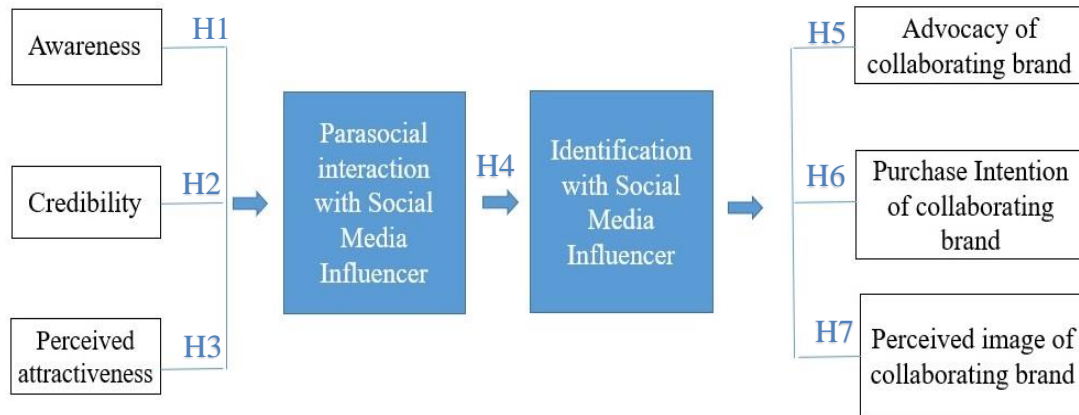 Awareness
H1
Credibility
H2
Perceived
attractiveness
H3
Parasocial
interaction
with Social
Media
Influencer
H4
Identification
with Social
Media
Influencer
H5
Advocacy of
collaborating brand
H6
Purchase Intention
of collaborating
brand
H7
Perceived image of
collaborating brand